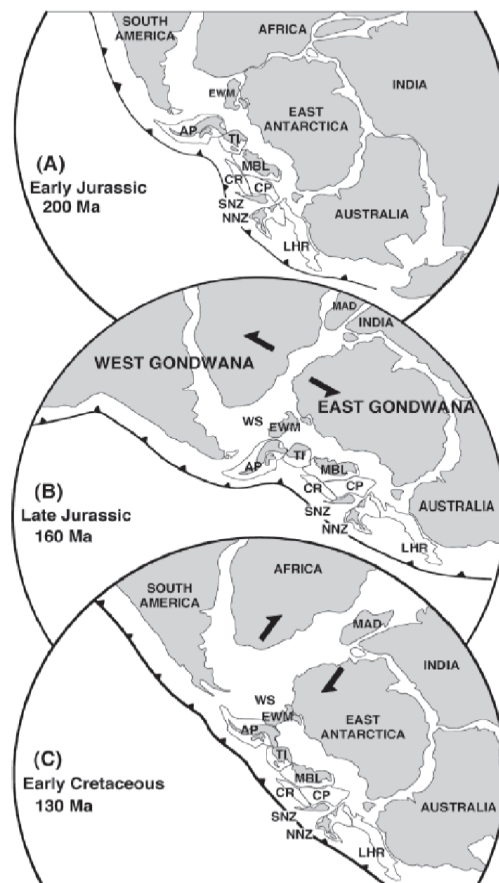 SOUTH
AMERICA
AFRICA
INDIA
EWM
EAST
ANTARCTICA
AP
TI
(A)
MBL
Early Jurassic
CR
CP
200 Ma
SNZ
NNZ
AUSTRALIA
LHR
MAD
INDIA
WEST GONDWANA
EAST GONDWANA
WS
EWM
AP
TI
MBL
(B)
CR
CP
Late Jurassic
SNZ
AUSTRALIA
160 Ma
NNZ
LHR
SOUTH
AMERICA
AFRICA
MAD
INDIA
WS
EWM
AP
EAST
ANTARCTICA
TI
(C)
MBL
Early Cretaceous
CR
CP
130 Ma
SNZ
AUSTRALIA
NNZ
LHR